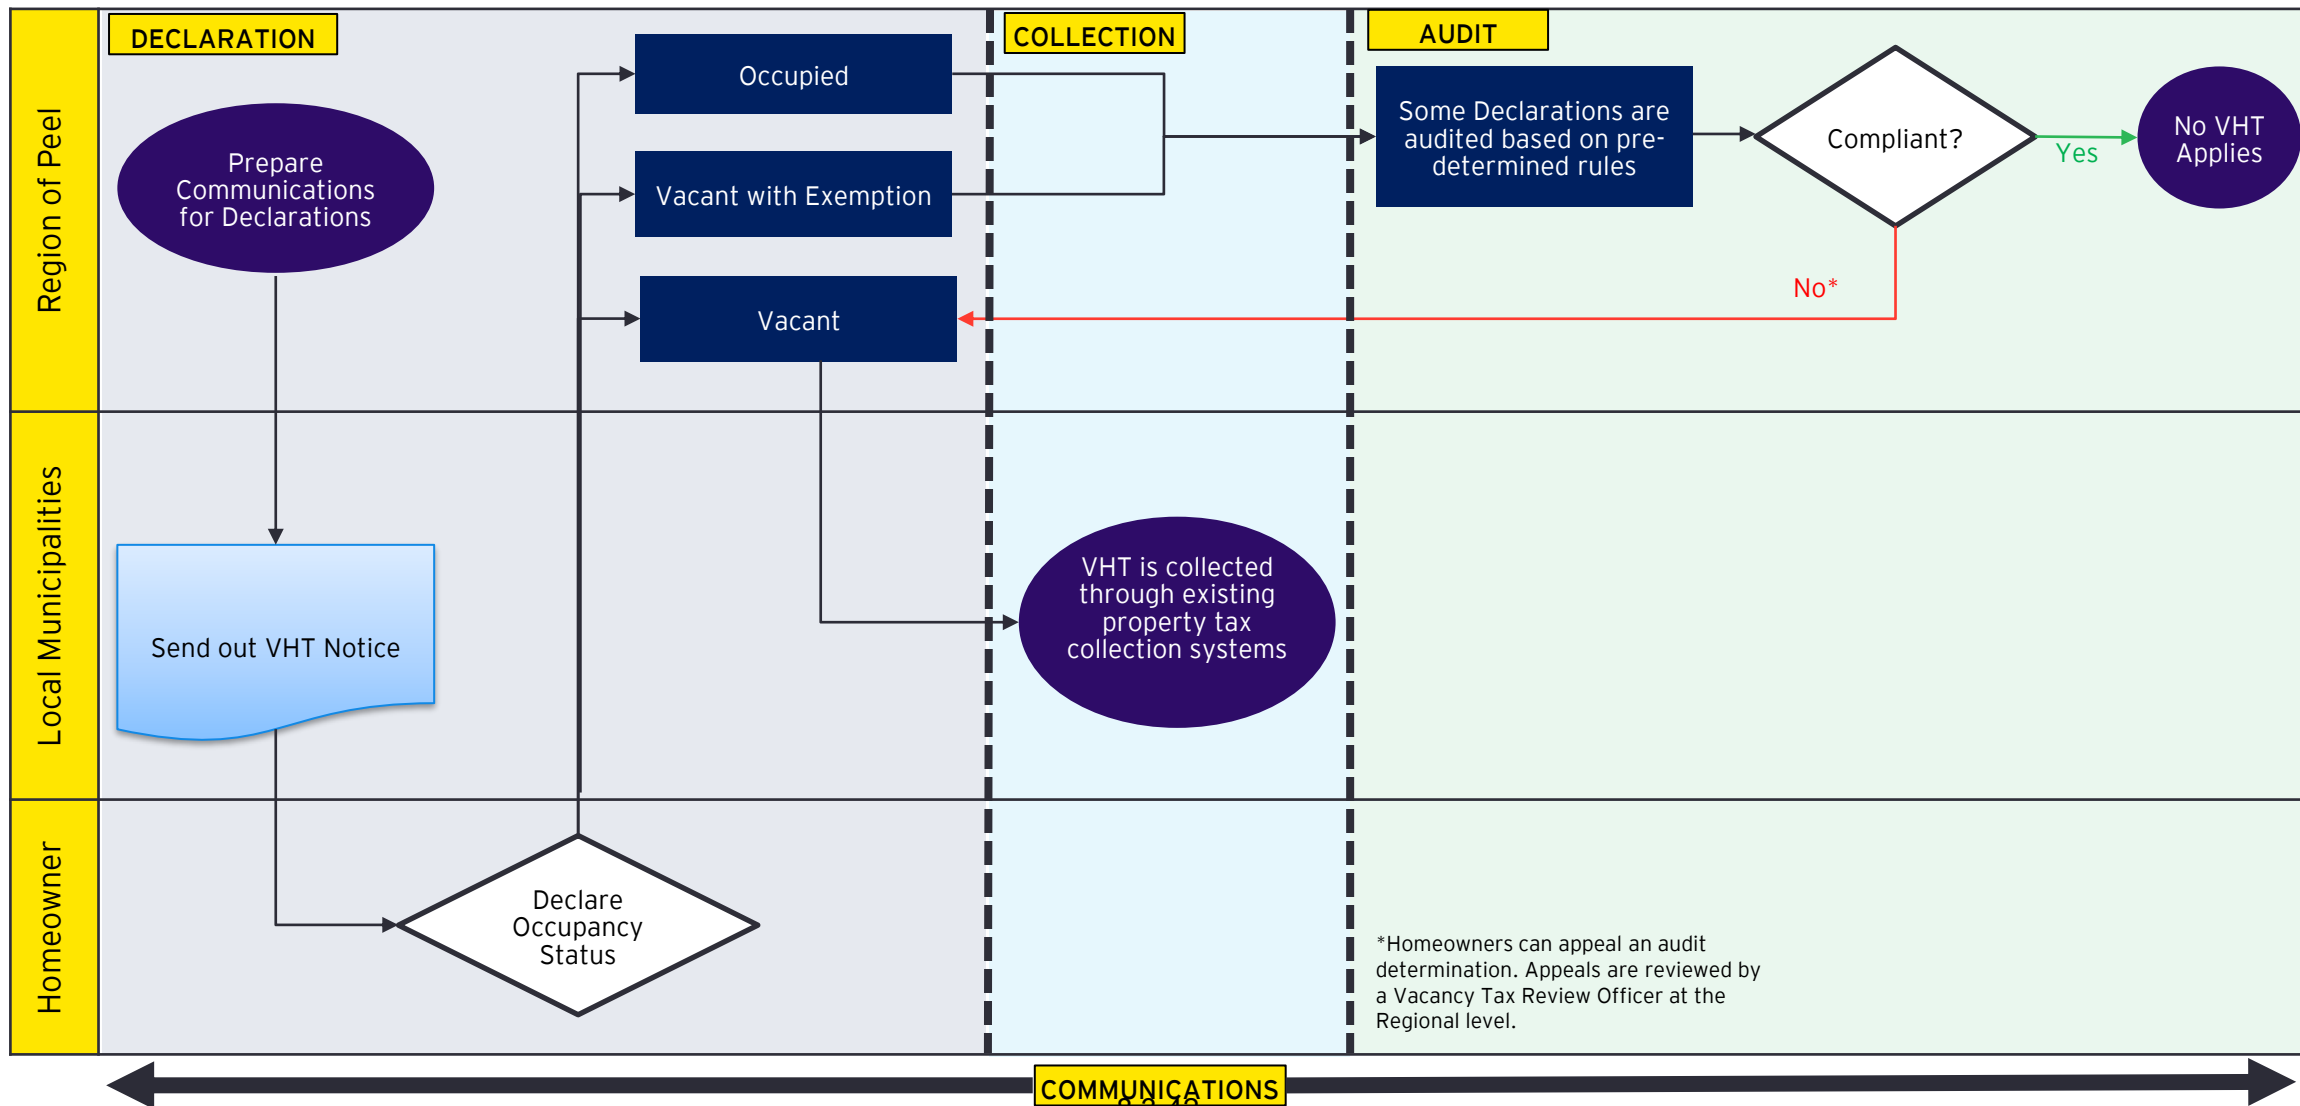 DECLARATION
COLLECTION
AUDIT
Region of Peel
Prepare
Communications
for Declarations
Occupied
Vacant with Exemption
Vacant
Some Declarations are
audited based on pre-
determined rules
Compliant?
Yes
No VHT
Applies
No*
Local Municipalities
Send out VHT Notice
VHT is collected
through existing
property tax
collection systems
Homeowner
Declare
Occupancy
Status
*Homeowners can appeal an audit
determination. Appeals are reviewed by
a Vacancy Tax Review Officer at the
Regional level.
COMMUNICATIONS